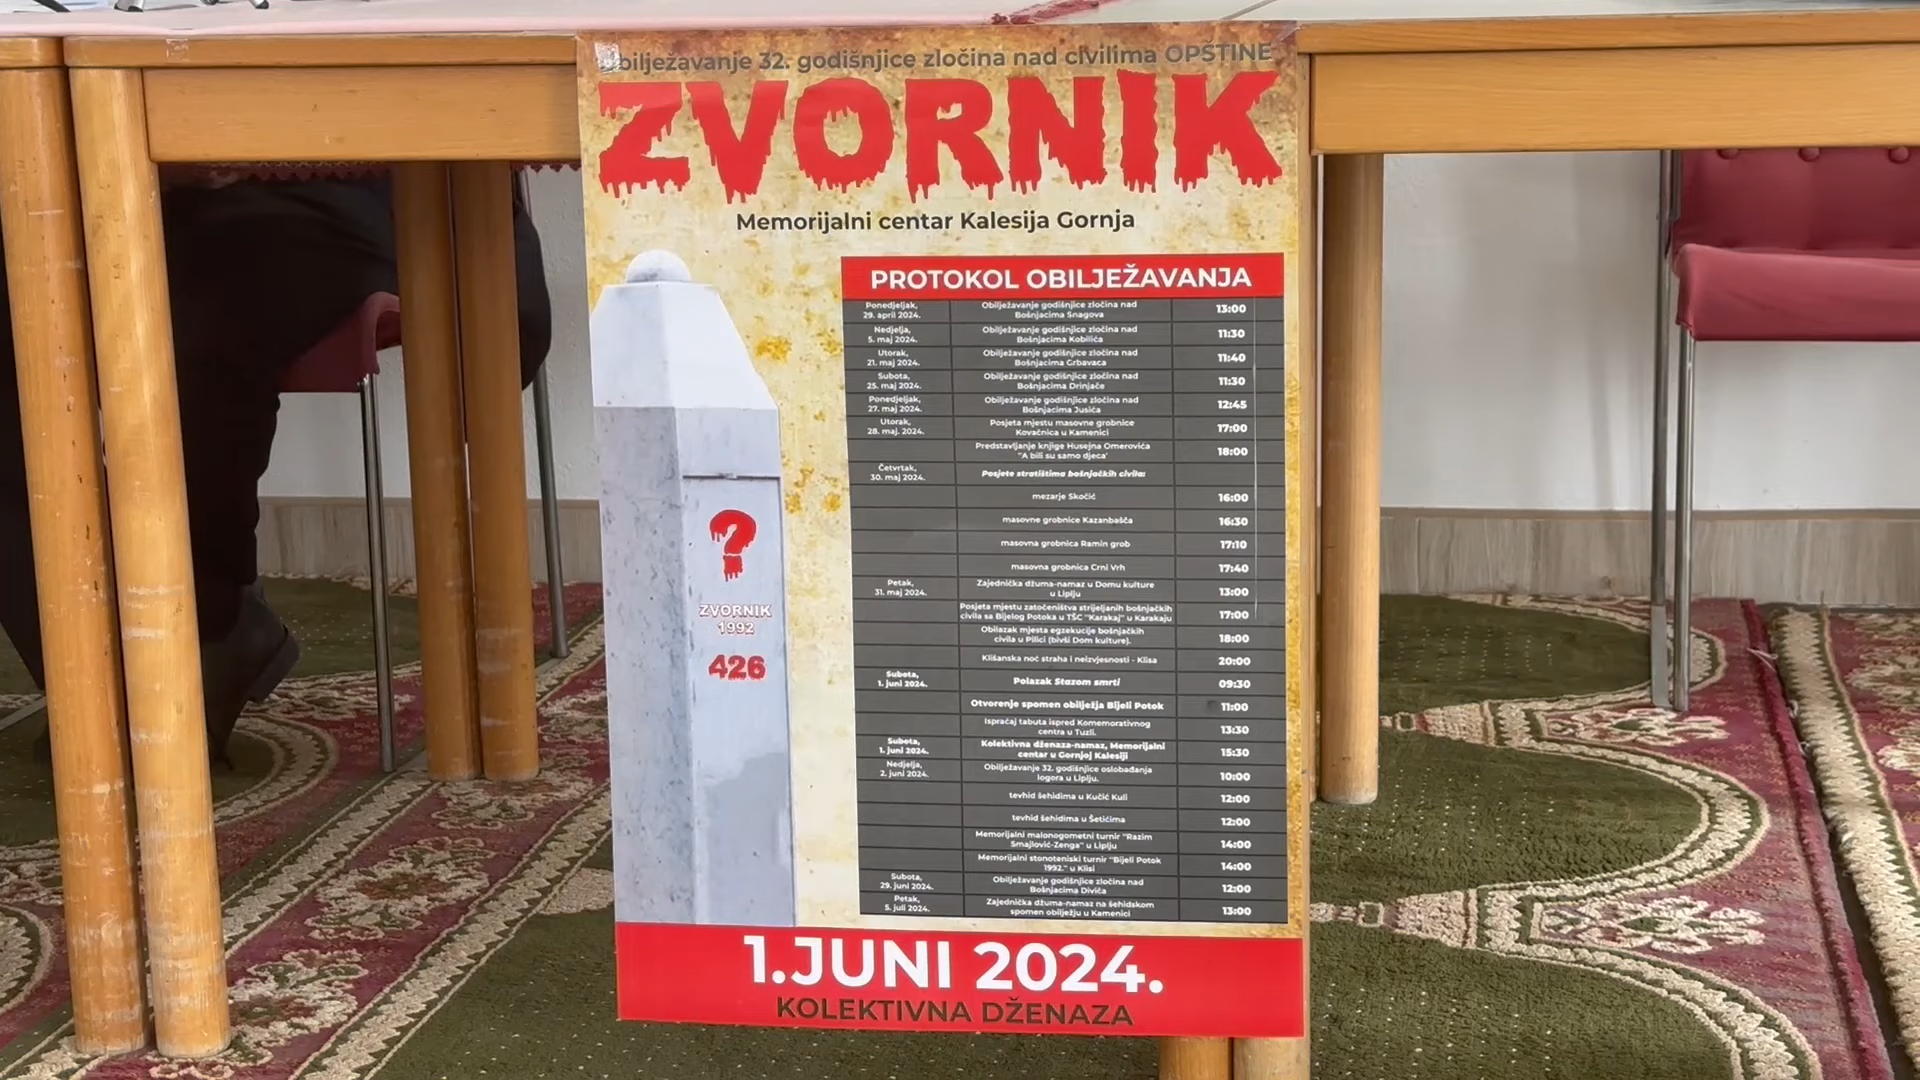 Obilježavanje 32. godišnjice zločina nad civilima OPŠTINE
ZVORNIK
Memorijalni centar Kalesija Gornja
PROTOKOL OBILJEŽAVANJA
Ponedjeljak,
29. april 2024.
Obilježavanje godišnjice zločina nad
Bošnjacima Snagova
13:00
Nedjelja,
5. maj 2024.
Obilježavanje godišnjice zločina nad
Bošnjacima Kobilića
11:30
Utorak,
21. maj 2024.
Obilježavanje godišnjice zločina nad
Bošnjacima Grbavaca
11:40
Subota,
25. maj 2024.
Obilježavanje godišnjice zločina nad
Bošnjacima Drinjače
11:30
Ponedjeljak,
27. maj 2024.
Obilježavanje godišnjice zločina nad
Bošnjacima Jusića
12:45
Utorak,
28. maj. 2024.
Posjeta mjestu masovne grobnice
Kovačnica u Kamenici
17:00
Predstavljanje knjige Husejna Omerovića
"A bili su samo djeca'
18:00
Četvrtak,
30. maj 2024.
Posjete stratištima bošnjačkih civila:
mezarje Skočić
16:00
masovne grobnice Kazanbašča
16:30
masovna grobnica Ramin grob
17:10
masovna grobnica Crni Vrh
17:40
Petak,
31. maj 2024.
Zajednička džuma-namaz u Domu kulture
u Liplju
13:00
Posjeta mjestu zatočeništva strijeljanih bošnjačkih
civila sa Bijelog Potoka u TŠC "Karakaj" u Karakaju
17:00
Obilazak mjesta egzekucije bošnjačkih
civila u Pilici (bivši Dom kulture).
18:00
Klišanska noć straha i neizvjesnosti - Klisa
20:00
Subota,
1. juni 2024.
Polazak Stazom smrti
09:30
Otvorenje spomen obilježja Bijeli Potok
11:00
Ispraćaj tabuta ispred Komemorativnog
centra u Tuzli.
13:30
Subota,
1. juni 2024.
Kolektivna dženaza-namaz, Memorijalni
centar u Gornjoj Kalesiji
15:30
Nedjelja,
2. juni 2024.
Obilježavanje 32. godišnjice oslobađanja
logora u Liplju.
10:00
tevhid šehidima u Kučić Kuli
12:00
tevhid šehidima u Šetićima
12:00
Memorijalni malonogometni turnir "Razim
Smajlović-Zenga" u Liplju
14:00
Memorijalni stonoteniski turnir "Bijeli Potok
1992." u Klisi
14:00
Subota,
29. juni 2024.
Obilježavanje godišnjice zločina nad
Bošnjacima Diviča
12:00
Petak,
5. juli 2024.
Zajednička džuma-namaz na šehidskom
spomen obilježju u Kamenici
13:00
?
ZVORNIK
1992
426
1.JUNI 2024.
KOLEKTIVNA DŽENAZA